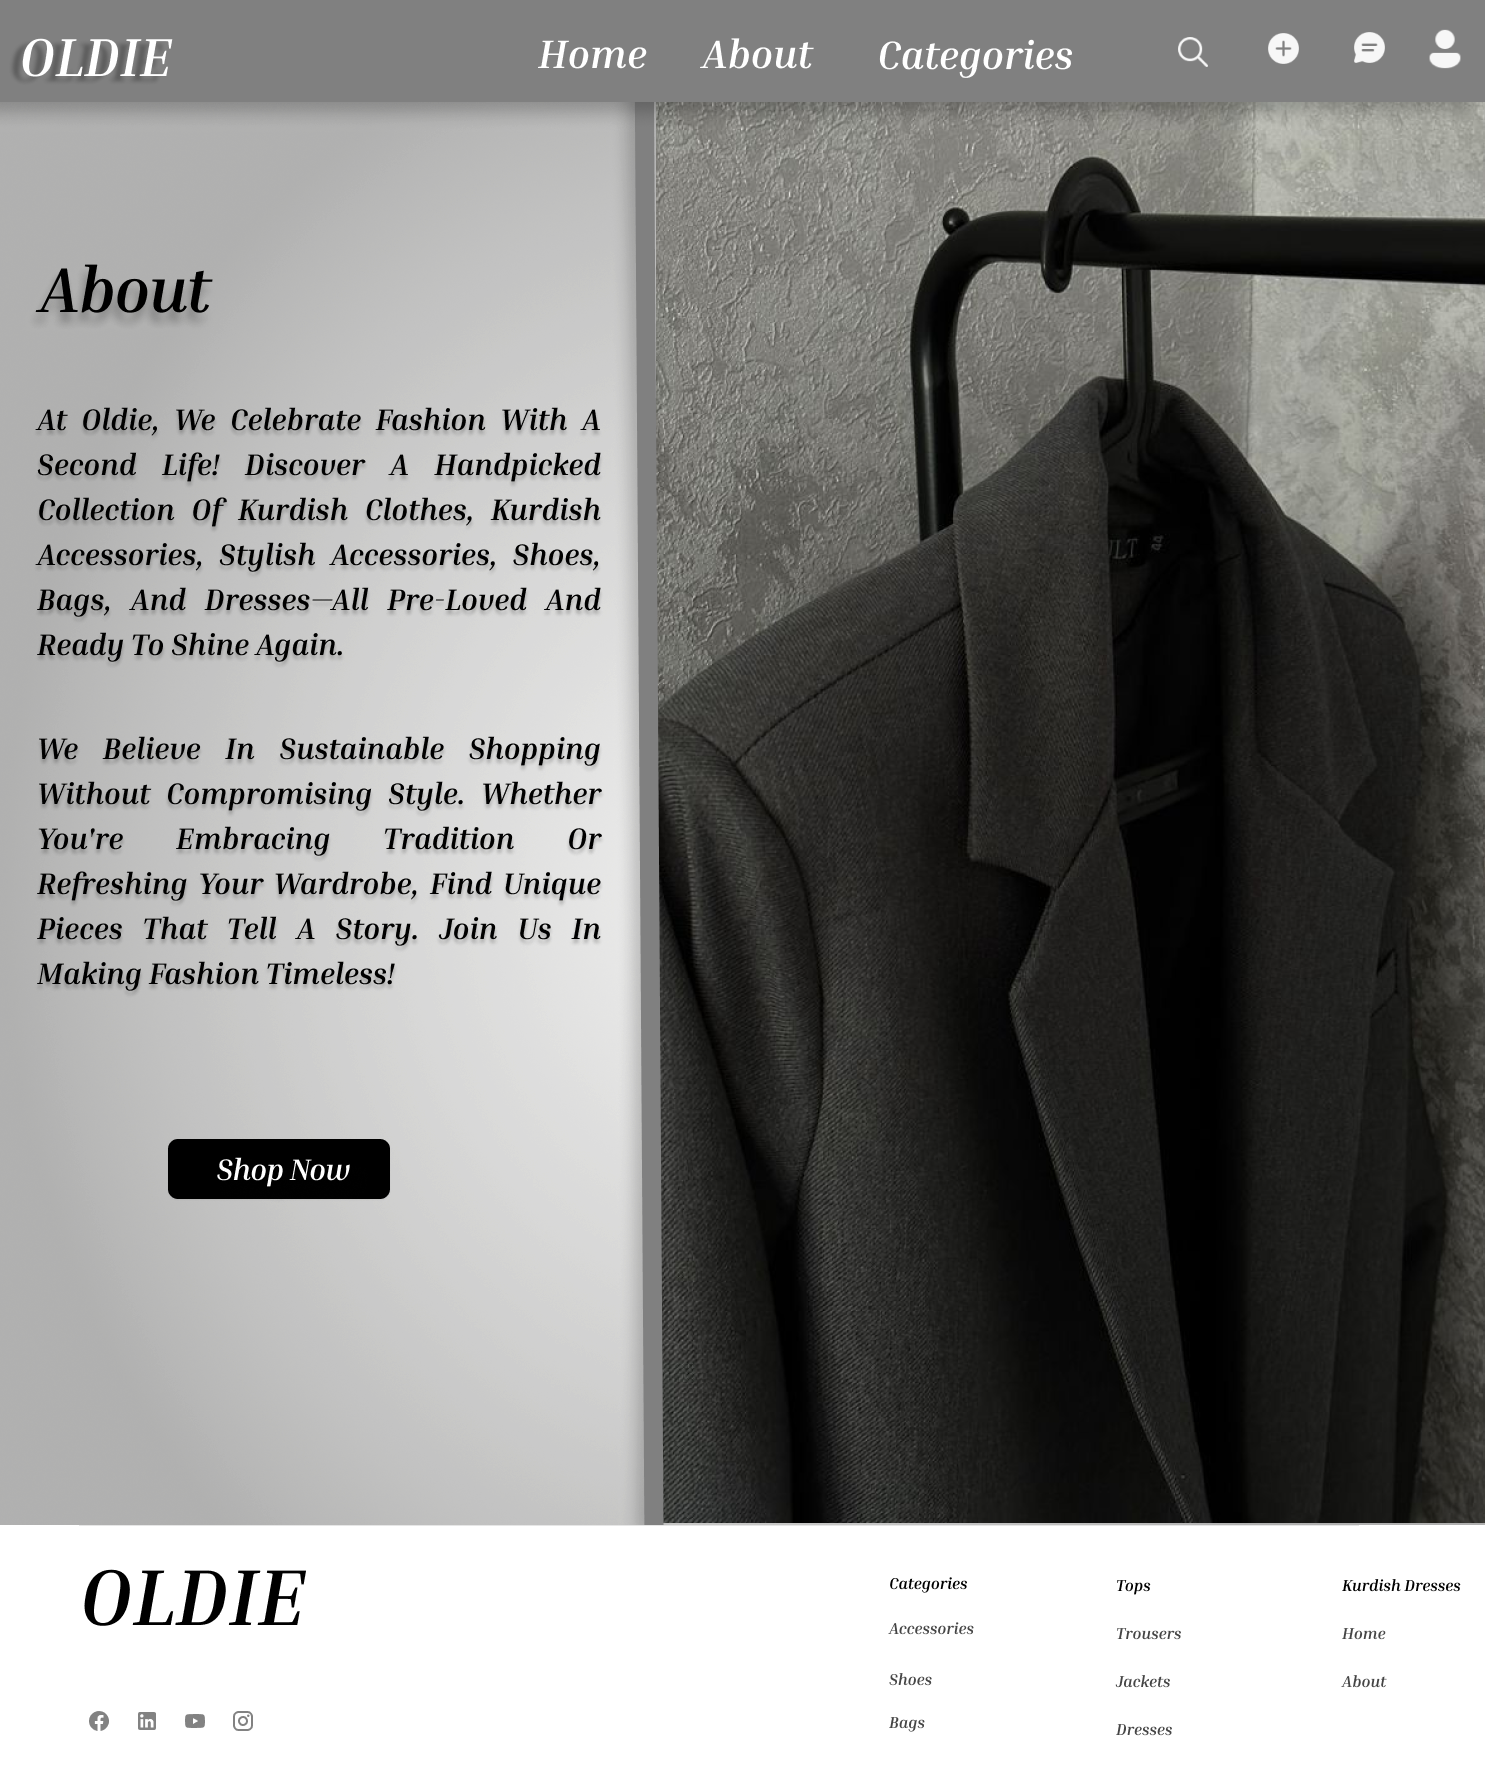 OLDIE
Home About Categories
About
At Oldie, We Celebrate Fashion With A
Second Life! Discover A Handpicked
Collection Of Kurdish Clothes, Kurdish
Accessories, Stylish Accessories, Shoes,
Bags, And Dresses—All Pre-Loved And
Ready To Shine Again.
We Believe In Sustainable Shopping
Without Compromising Style. Whether
You're Embracing Tradition Or
Refreshing Your Wardrobe, Find Unique
Pieces That Tell A Story. Join Us In
Making Fashion Timeless!
Shop Now
44
OLDIE
Categories
Accessories
Shoes
Bags
Tops
Trousers
Jackets
Dresses
Kurdish Dresses
Home
About